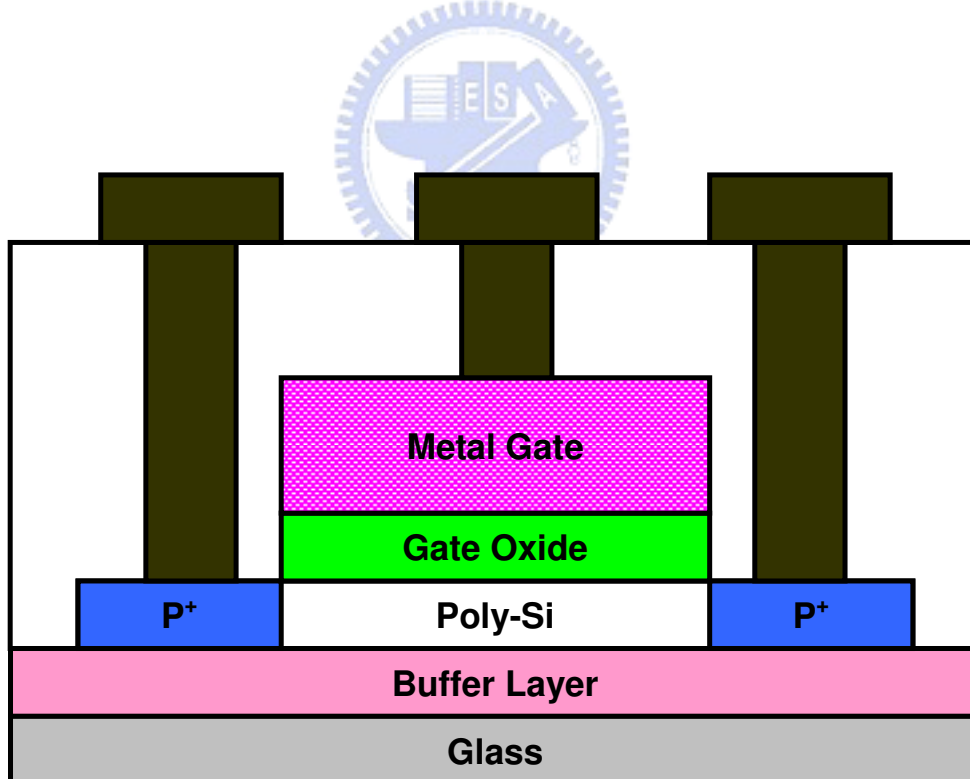 E S A
Metal Gate
Gate Oxide
P⁺ Poly-Si P⁺
Buffer Layer
Glass